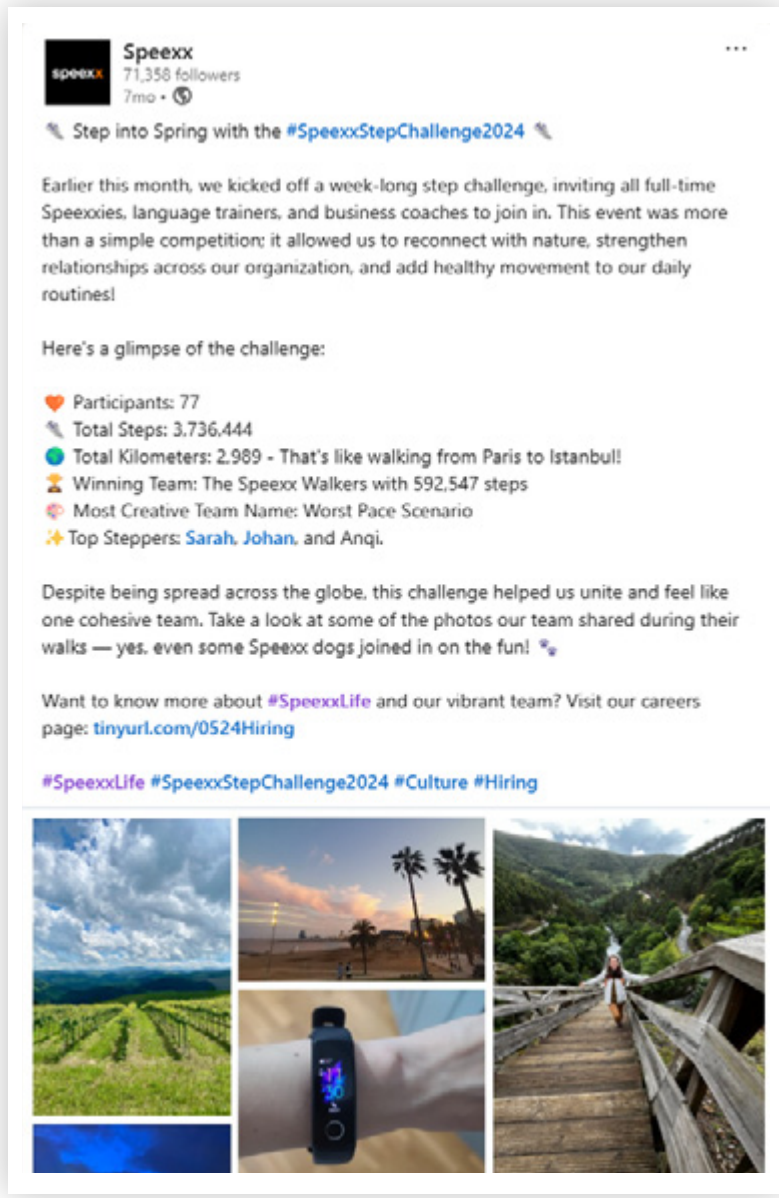 speexx
Speexx
71,358 followers
7mo •
Step into Spring with the #SpeexxStepChallenge2024
Earlier this month, we kicked off a week-long step challenge, inviting all full-time
Speexxies, language trainers, and business coaches to join in. This event was more
than a simple competition; it allowed us to reconnect with nature, strengthen
relationships across our organization, and add healthy movement to our daily
routines!
Here's a glimpse of the challenge:
Participants: 77
Total Steps: 3,736,444
Total Kilometers: 2,989 - That's like walking from Paris to Istanbul!
Winning Team: The Speexx Walkers with 592,547 steps
Most Creative Team Name: Worst Pace Scenario
Top Steppers: Sarah, Johan, and Anqi.
Despite being spread across the globe, this challenge helped us unite and feel like
one cohesive team. Take a look at some of the photos our team shared during their
walks — yes, even some Speexx dogs joined in on the fun!
Want to know more about #SpeexxLife and our vibrant team? Visit our careers
page: tinyurl.com/0524Hiring
#SpeexxLife #SpeexxStepChallenge2024 #Culture #Hiring